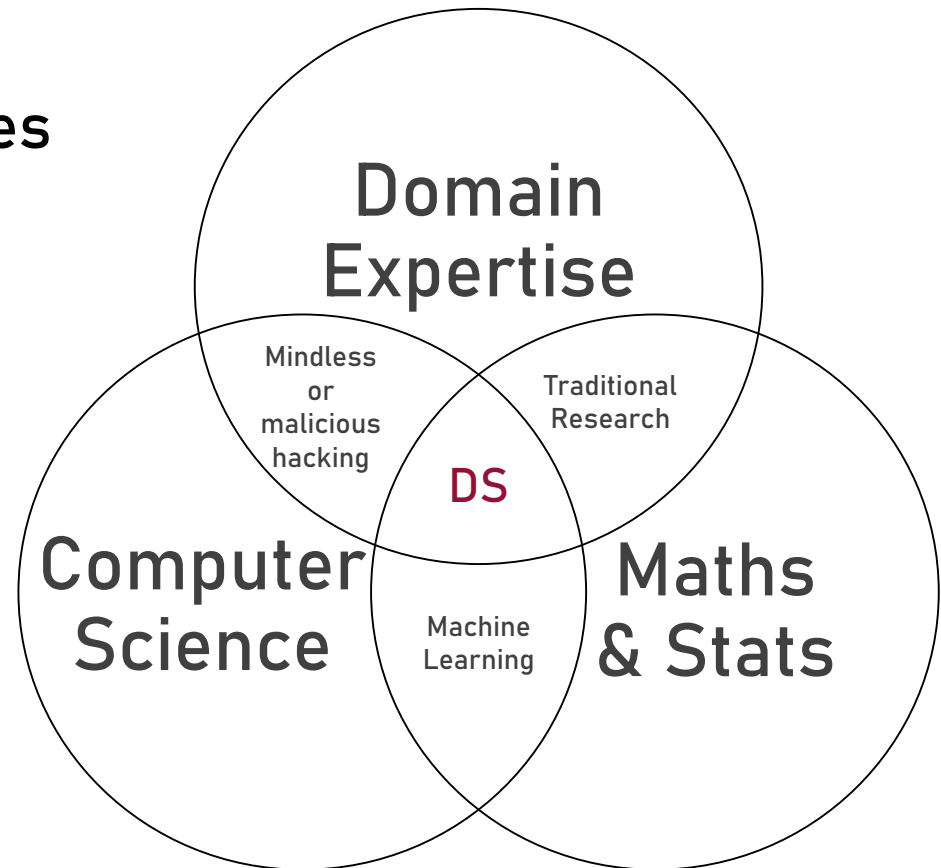 es
Domain
Expertise
Mindless
or
malicious
hacking
Traditional
Research
DS
Computer
Science
Maths
& Stats
Machine
Learning